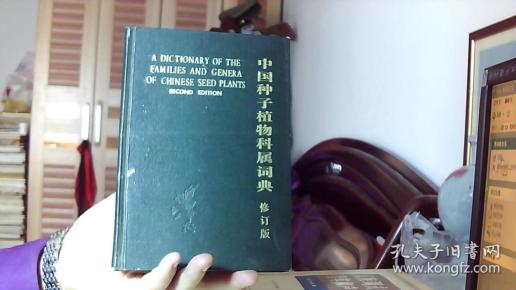 A DICTIONARY OF THE
FAMILIES AND GENERA
OF CHINESE SEED PLANTS
SECOND EDITION
中国种子植物科属词典
修订版
孔夫子旧书网
www.kongfz.com